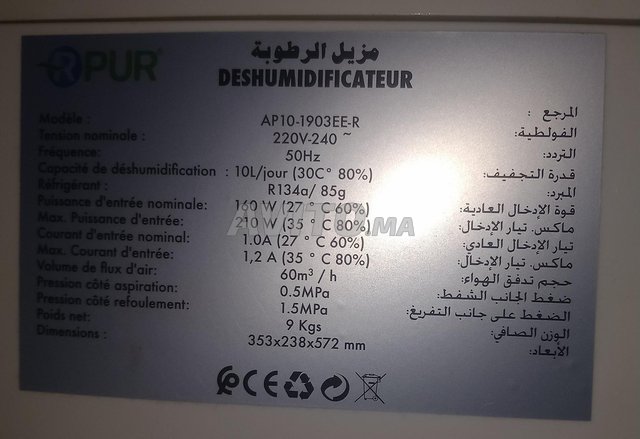 RPUR®
مزيل الرطوبة
DESHUMIDIFICATEUR
Modèle : AP10-1903EE-R المرجع :
Tension nominale : 220V-240 ~ الفولطية:
Fréquence: 50Hz التردد:
Capacité de déshumidification : 10L/jour (30C° 80%) قدرة التجفيف:
Réfrigérant : R134a/ 85g المبرد:
Puissance d'entrée nominale: 160 W (27 ° C 60%) قوة الإدخال العادية:
Max. Puissance d'entrée: 210 W (35 ° C 80%) ماكس. تيار الإدخال:
Courant d'entrée nominal: 1.0A (27 ° C 60%) تيار الإدخال العادي:
Max. Courant d'entrée: 1,2 A (35 ° C 80%) ماكس. تيار الإدخال:
Volume de flux d'air: 60m³ / h حجم تدفق الهواء:
Pression côté aspiration: 0.5MPa ضغط الجانب الشفط:
Pression côté refoulement: 1.5MPa الضغط على جانب التفريغ:
Poids net: 9 Kgs الوزن الصافي:
Dimensions : 353x238x572 mm الأبعاد:
AVITO.MA
CE